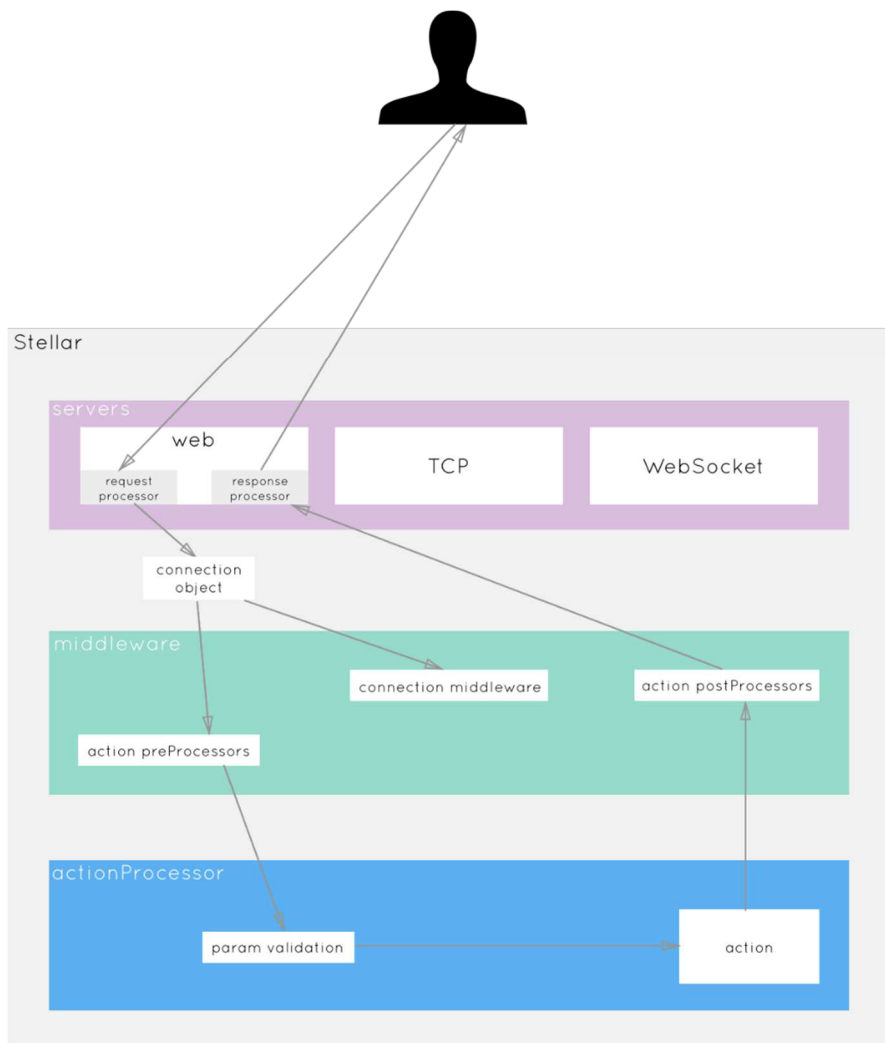 Stellar
servers
web
request
processor
response
processor
TCP
WebSocket
connection
object
middleware
connection middleware
action postProcessors
action preProcessors
actionProcessor
param validation
action